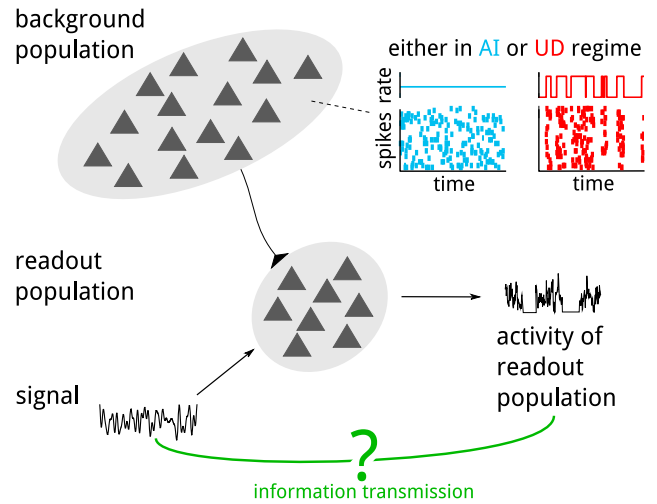 background
population
either in AI or UD regime
rate
spikes
time
time
readout
population
activity of
readout
population
signal
?
information transmission